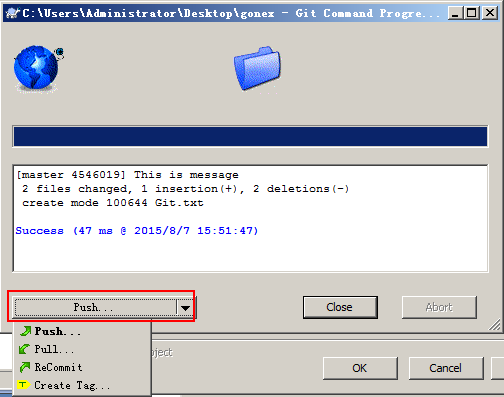 C:\Users\Administrator\Desktop\gonex - Git Command Progre...
[master 4546019] This is message
2 files changed, 1 insertion(+), 2 deletions(-)
create mode 100644 Git.txt
Success (47 ms @ 2015/8/7 15:51:47)
Push...
Close
Abort
Push...
Pull...
ReCommit
Create Tag...
oject
OK
Cancel